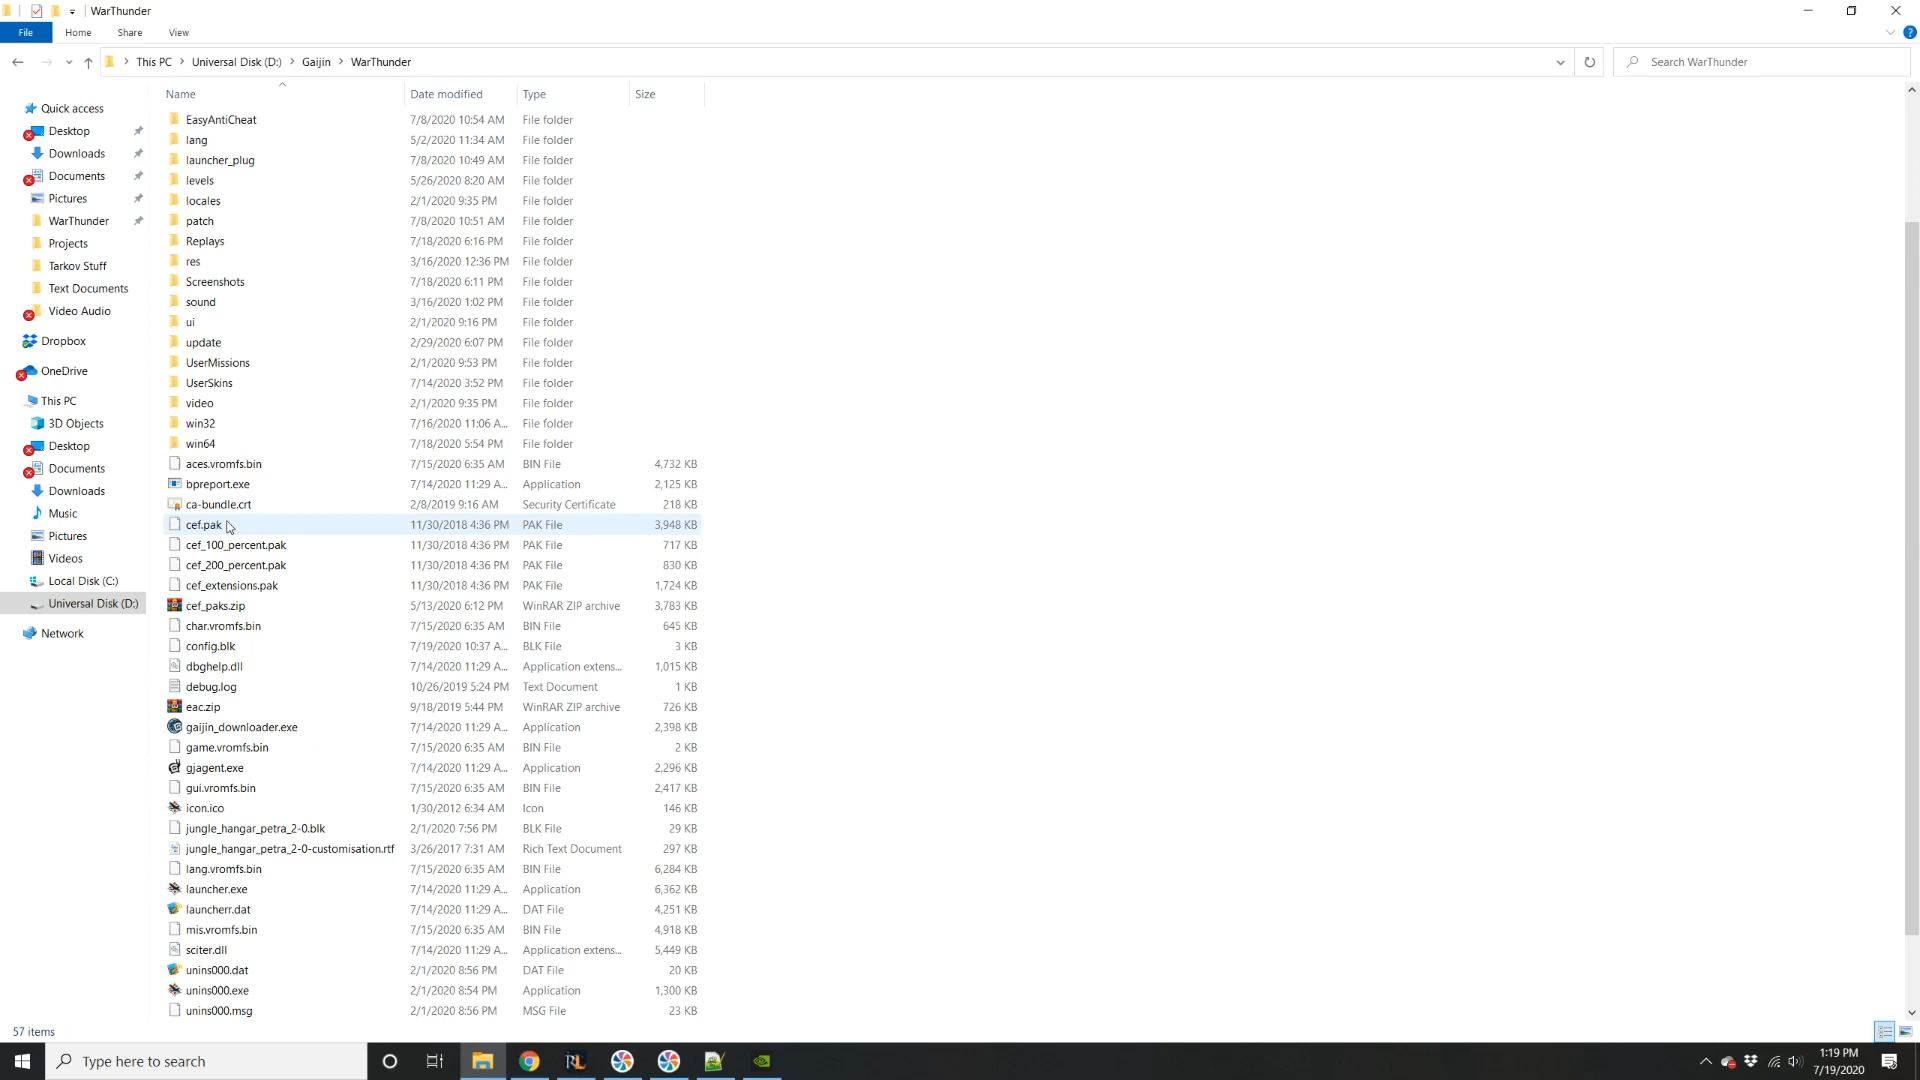 WarThunder
File Home Share View
This PC Universal Disk (D:) Gaijin WarThunder
Search WarThunder
Name Date modified Type Size
Quick access
Desktop
Downloads
Documents
Pictures
WarThunder
Projects
Tarkov Stuff
Text Documents
Video Audio
Dropbox
OneDrive
This PC
3D Objects
Desktop
Documents
Downloads
Music
Pictures
Videos
Local Disk (C:)
Universal Disk (D:)
Network
EasyAntiCheat 7/8/2020 10:54 AM File folder
lang 5/2/2020 11:34 AM File folder
launcher_plug 7/8/2020 10:49 AM File folder
levels 5/26/2020 8:20 AM File folder
locales 2/1/2020 9:35 PM File folder
patch 7/8/2020 10:51 AM File folder
Replays 7/18/2020 6:16 PM File folder
res 3/16/2020 12:36 PM File folder
Screenshots 7/18/2020 6:11 PM File folder
sound 3/16/2020 1:02 PM File folder
ui 2/1/2020 9:16 PM File folder
update 2/29/2020 6:07 PM File folder
UserMissions 2/1/2020 9:53 PM File folder
UserSkins 7/14/2020 3:52 PM File folder
video 2/1/2020 9:35 PM File folder
win32 7/16/2020 11:06 A... File folder
win64 7/18/2020 5:54 PM File folder
aces.vromfs.bin 7/15/2020 6:35 AM BIN File 4,732 KB
bpreport.exe 7/14/2020 11:29 A... Application 2,125 KB
ca-bundle.crt 2/8/2019 9:16 AM Security Certificate 218 KB
cef.pak 11/30/2018 4:36 PM PAK File 3,948 KB
cef_100_percent.pak 11/30/2018 4:36 PM PAK File 717 KB
cef_200_percent.pak 11/30/2018 4:36 PM PAK File 830 KB
cef_extensions.pak 11/30/2018 4:36 PM PAK File 1,724 KB
cef_paks.zip 5/13/2020 6:12 PM WinRAR ZIP archive 3,783 KB
char.vromfs.bin 7/15/2020 6:35 AM BIN File 645 KB
config.blk 7/19/2020 10:37 A... BLK File 3 KB
dbghelp.dll 7/14/2020 11:29 A... Application extens... 1,015 KB
debug.log 10/26/2019 5:24 PM Text Document 1 KB
eac.zip 9/18/2019 5:44 PM WinRAR ZIP archive 726 KB
gaijin_downloader.exe 7/14/2020 11:29 A... Application 2,398 KB
game.vromfs.bin 7/15/2020 6:35 AM BIN File 2 KB
gjagent.exe 7/14/2020 11:29 A... Application 2,296 KB
gui.vromfs.bin 7/15/2020 6:35 AM BIN File 2,417 KB
icon.ico 1/30/2012 6:34 AM Icon 146 KB
jungle_hangar_petra_2-0.blk 2/1/2020 7:56 PM BLK File 29 KB
jungle_hangar_petra_2-0-customisation.rtf 3/26/2017 7:31 AM Rich Text Document 297 KB
lang.vromfs.bin 7/15/2020 6:35 AM BIN File 6,284 KB
launcher.exe 7/14/2020 11:29 A... Application 6,362 KB
launcherr.dat 7/14/2020 11:29 A... DAT File 4,251 KB
mis.vromfs.bin 7/15/2020 6:35 AM BIN File 4,918 KB
sciter.dll 7/14/2020 11:29 A... Application extens... 5,449 KB
unins000.dat 2/1/2020 8:56 PM DAT File 20 KB
unins000.exe 2/1/2020 8:54 PM Application 1,300 KB
unins000.msg 2/1/2020 8:56 PM MSG File 23 KB
57 items
Type here to search
RL
1:19 PM
7/19/2020